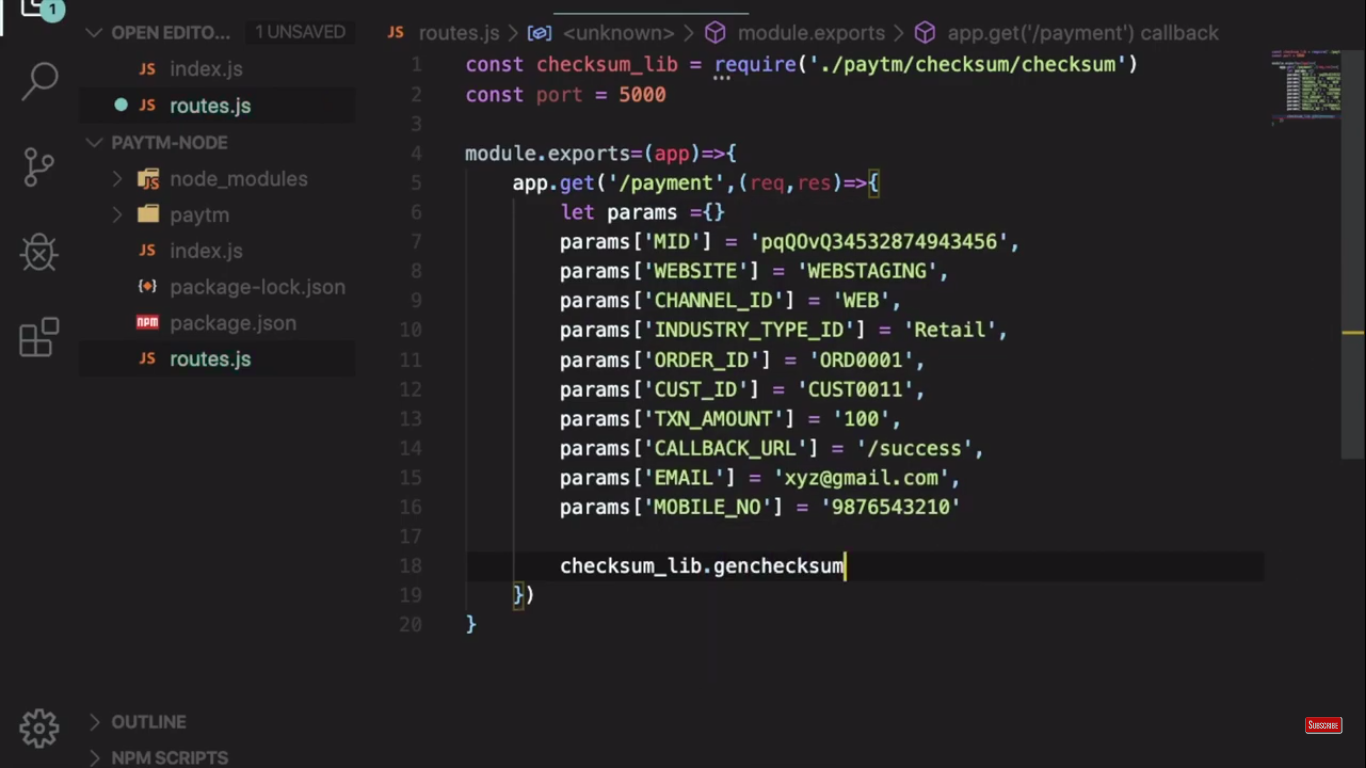 1
OPEN EDITO... 1 UNSAVED
JS index.js
JS routes.js
PAYTM-NODE
JS node_modules
paytm
JS index.js
package-lock.json
npm package.json
JS routes.js
OUTLINE
NPM SCRIPTS
JS routes.js > <unknown> > module.exports > app.get('/payment') callback
1 const checksum_lib = require('./paytm/checksum/checksum')
2 const port = 5000
3
4 module.exports=(app)=>{
5 app.get('/payment',(req,res)=>{
6 let params ={}
7 params['MID'] = 'pqQOvQ34532874943456',
8 params['WEBSITE'] = 'WEBSTAGING',
9 params['CHANNEL_ID'] = 'WEB',
10 params['INDUSTRY_TYPE_ID'] = 'Retail',
11 params['ORDER_ID'] = 'ORD0001',
12 params['CUST_ID'] = 'CUST0011',
13 params['TXN_AMOUNT'] = '100',
14 params['CALLBACK_URL'] = '/success',
15 params['EMAIL'] = 'xyz@gmail.com',
16 params['MOBILE_NO'] = '9876543210'
17
18 checksum_lib.genchecksum
19 })
20 }
SUBSCRIBE